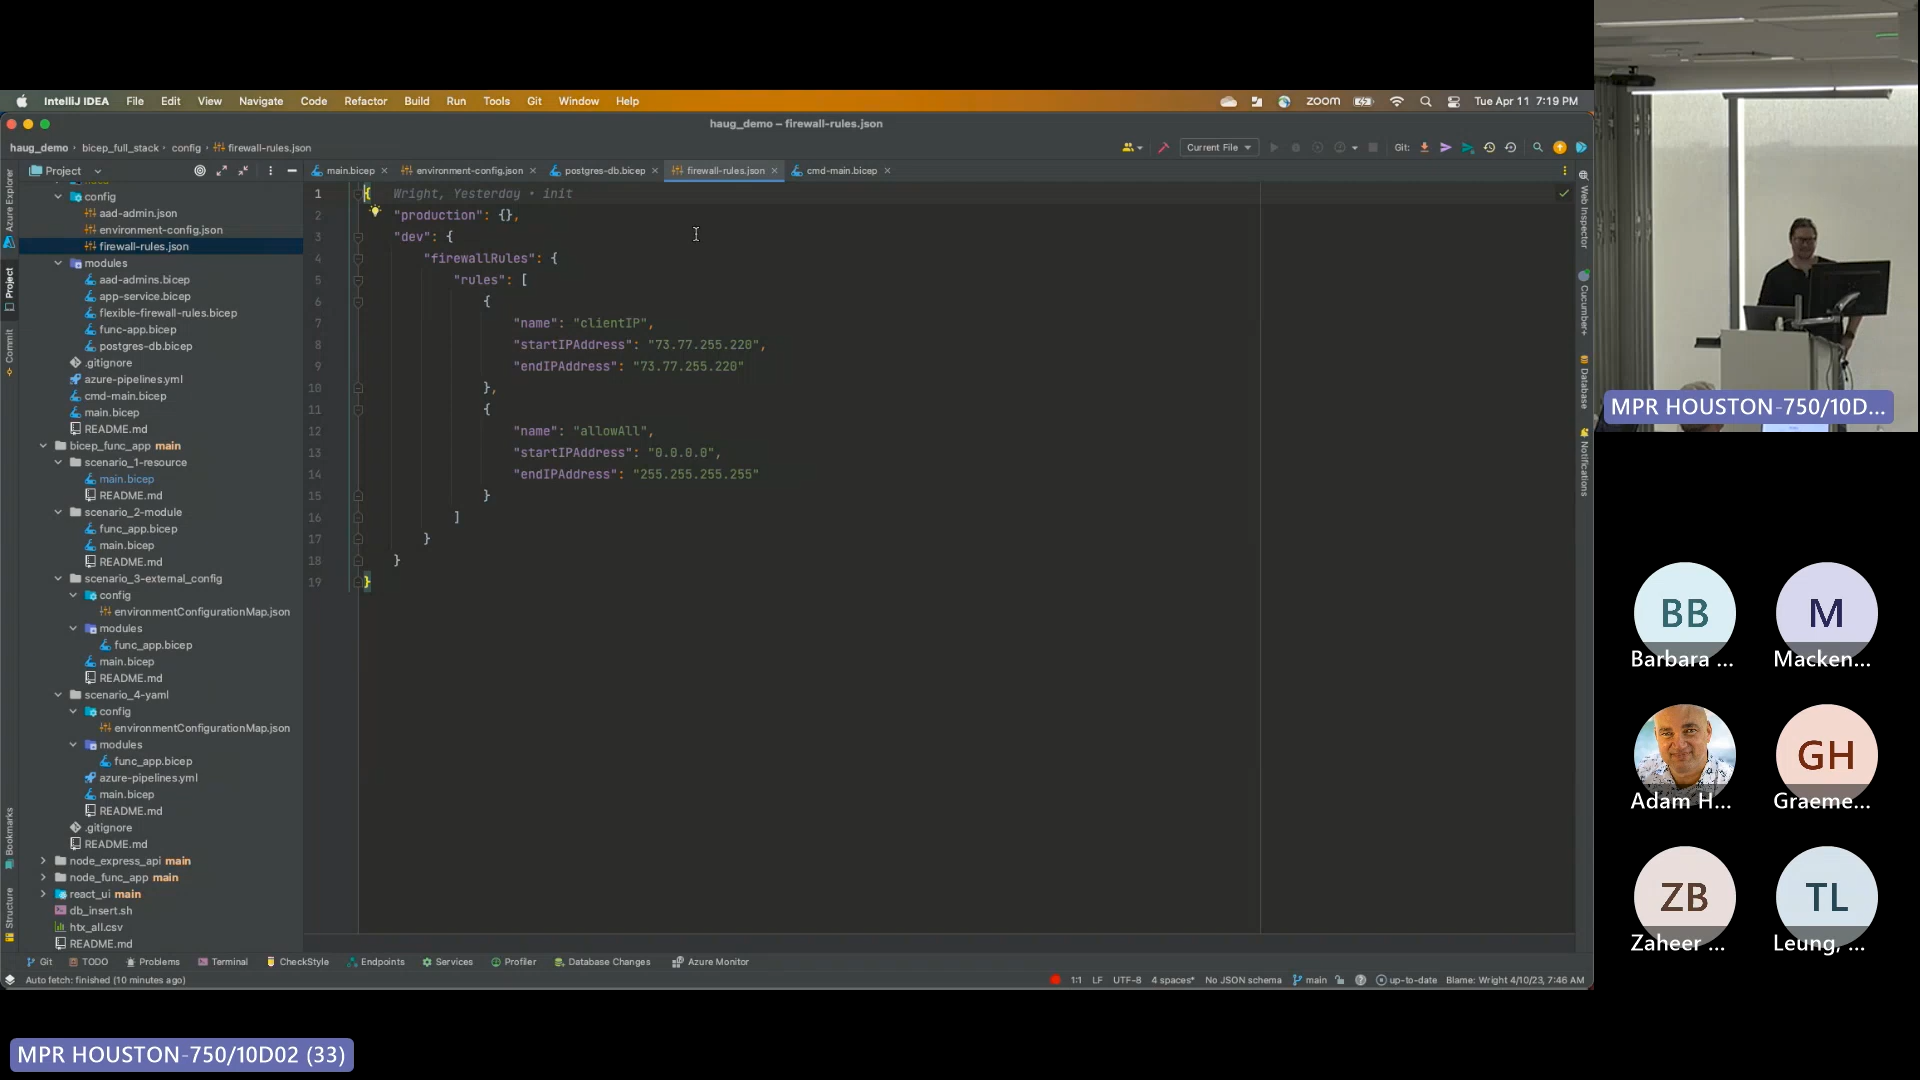 IntelliJ IDEA File Edit View Navigate Code Refactor Build Run Tools Git Window Help
zoom Tue Apr 11 7:19 PM
haug_demo – firewall-rules.json
haug_demo › bicep_full_stack › config › firewall-rules.json
Current File Git:
Project
main.bicep environment-config.json postgres-db.bicep firewall-rules.json cmd-main.bicep
config
aad-admin.json
environment-config.json
firewall-rules.json
modules
aad-admins.bicep
app-service.bicep
flexible-firewall-rules.bicep
func-app.bicep
postgres-db.bicep
.gitignore
azure-pipelines.yml
cmd-main.bicep
main.bicep
README.md
bicep_func_app main
scenario_1-resource
main.bicep
README.md
scenario_2-module
func_app.bicep
main.bicep
README.md
scenario_3-external_config
config
environmentConfigurationMap.json
modules
func_app.bicep
main.bicep
README.md
scenario_4-yaml
config
environmentConfigurationMap.json
modules
func_app.bicep
azure-pipelines.yml
main.bicep
README.md
.gitignore
README.md
node_express_api main
node_func_app main
react_ui main
db_insert.sh
htx_all.csv
README.md
Azure Explorer
Project
Commit
Bookmarks
Structure
1 { Wright, Yesterday • init
2 "production": {},
3 "dev": {
4 "firewallRules": {
5 "rules": [
6 {
7 "name": "clientIP",
8 "startIPAddress": "73.77.255.220",
9 "endIPAddress": "73.77.255.220"
10 },
11 {
12 "name": "allowAll",
13 "startIPAddress": "0.0.0.0",
14 "endIPAddress": "255.255.255.255"
15 }
16 ]
17 }
18 }
19 }
Web Inspector
Cucumber+
Database
Notifications
Git TODO Problems Terminal CheckStyle Endpoints Services Profiler Database Changes Azure Monitor
Auto fetch: finished (10 minutes ago) 1:1 LF UTF-8 4 spaces* No JSON schema main up-to-date Blame: Wright 4/10/23, 7:46 AM
MPR HOUSTON-750/10D...
BB
Barbara ...
M
Macken...
Adam H...
GH
Graeme...
ZB
Zaheer ...
TL
Leung, ...
MPR HOUSTON-750/10D02 (33)